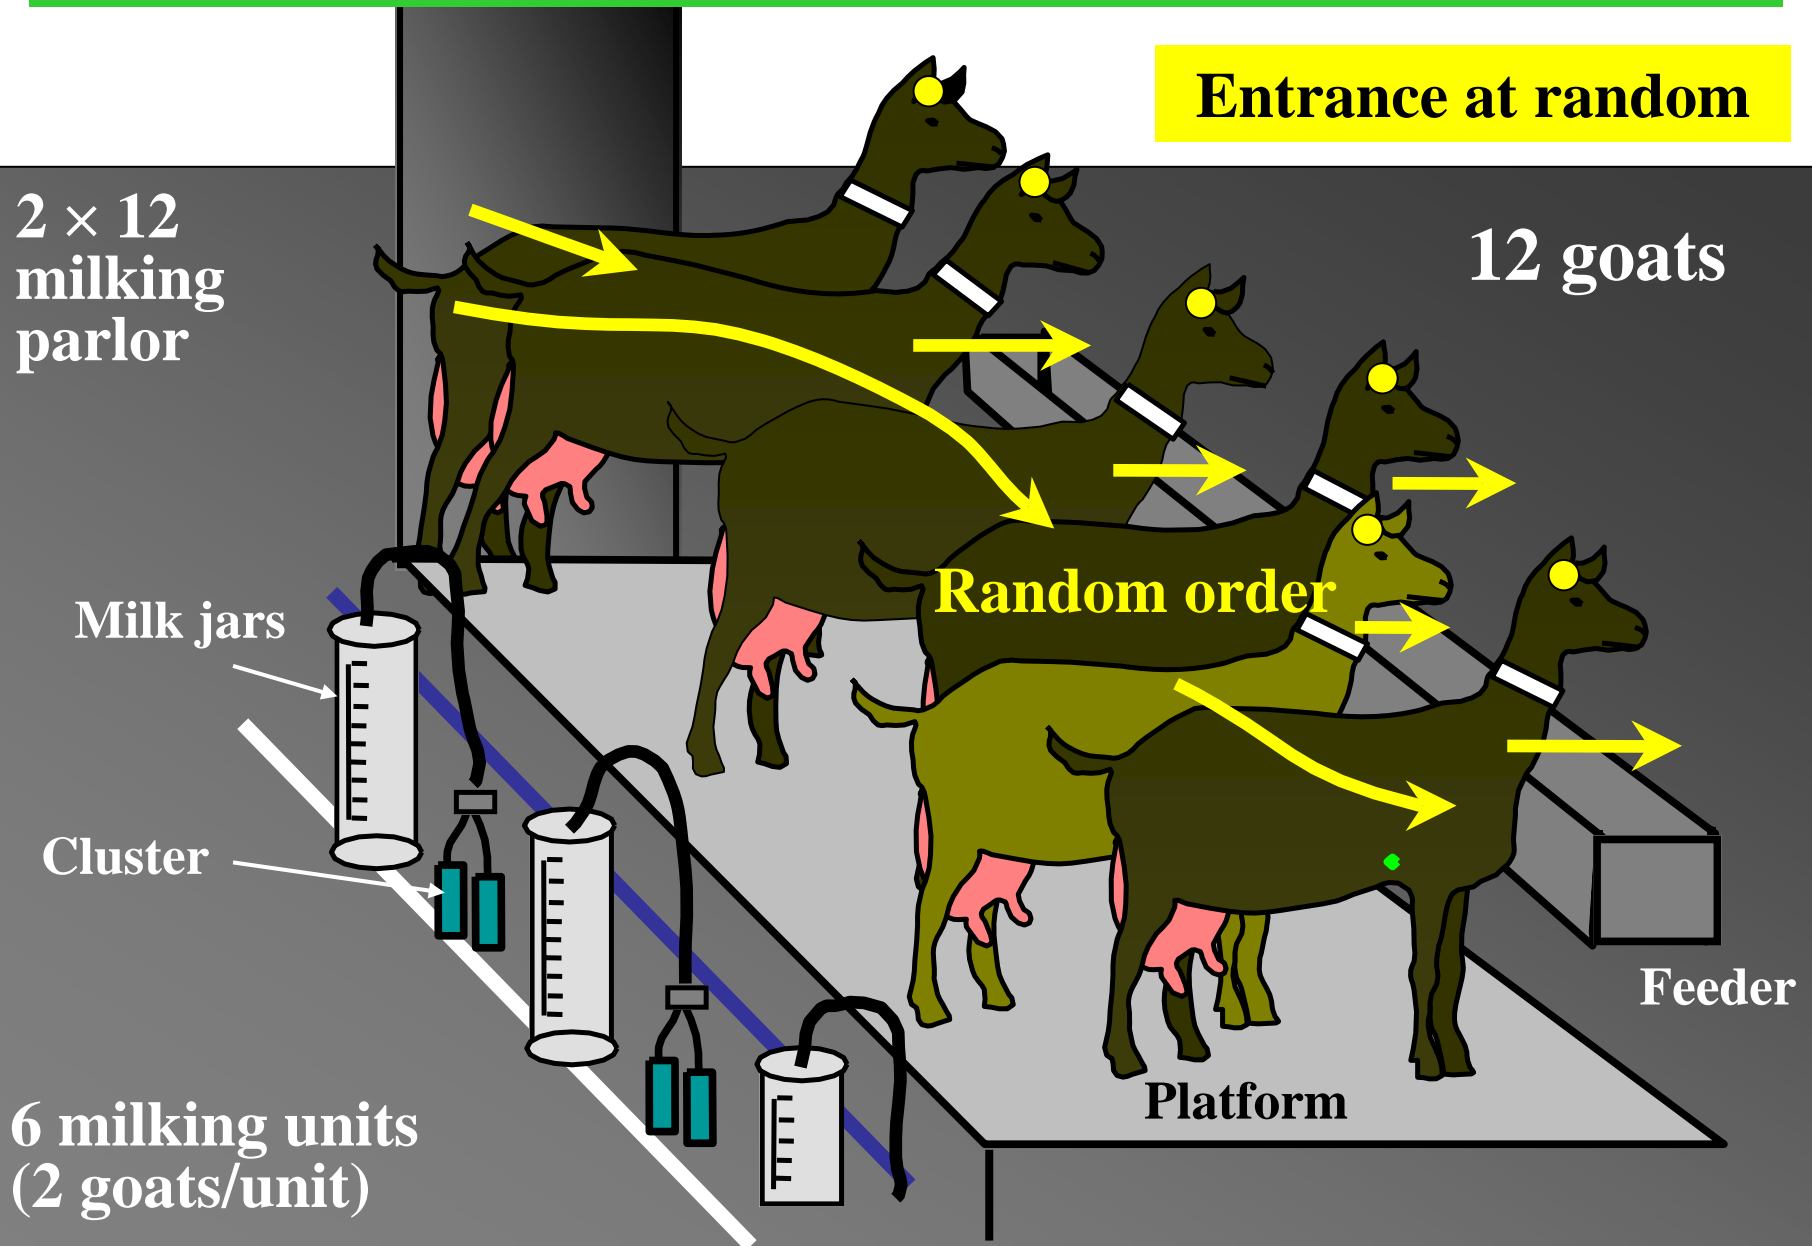 Entrance at random
2 × 12
milking
parlor
12 goats
Random order
Milk jars
Cluster
Feeder
Platform
6 milking units
(2 goats/unit)